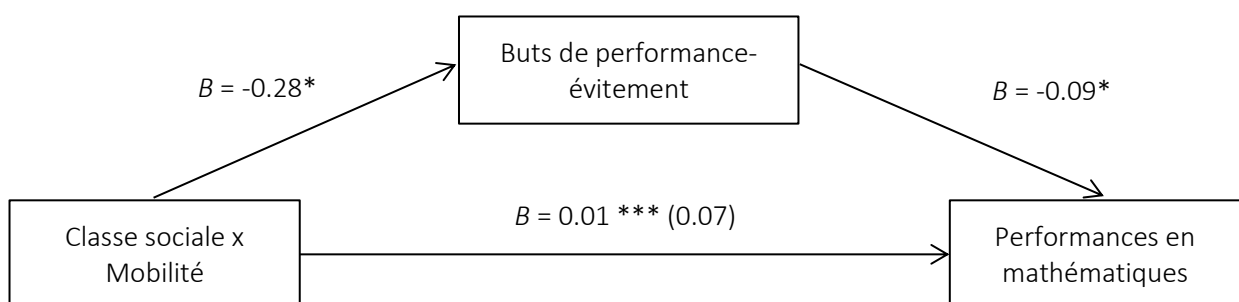 Buts de performance-
évitement
B = -0.28*
B = -0.09*
B = 0.01 *** (0.07)
Classe sociale x
Mobilité
Performances en
mathématiques